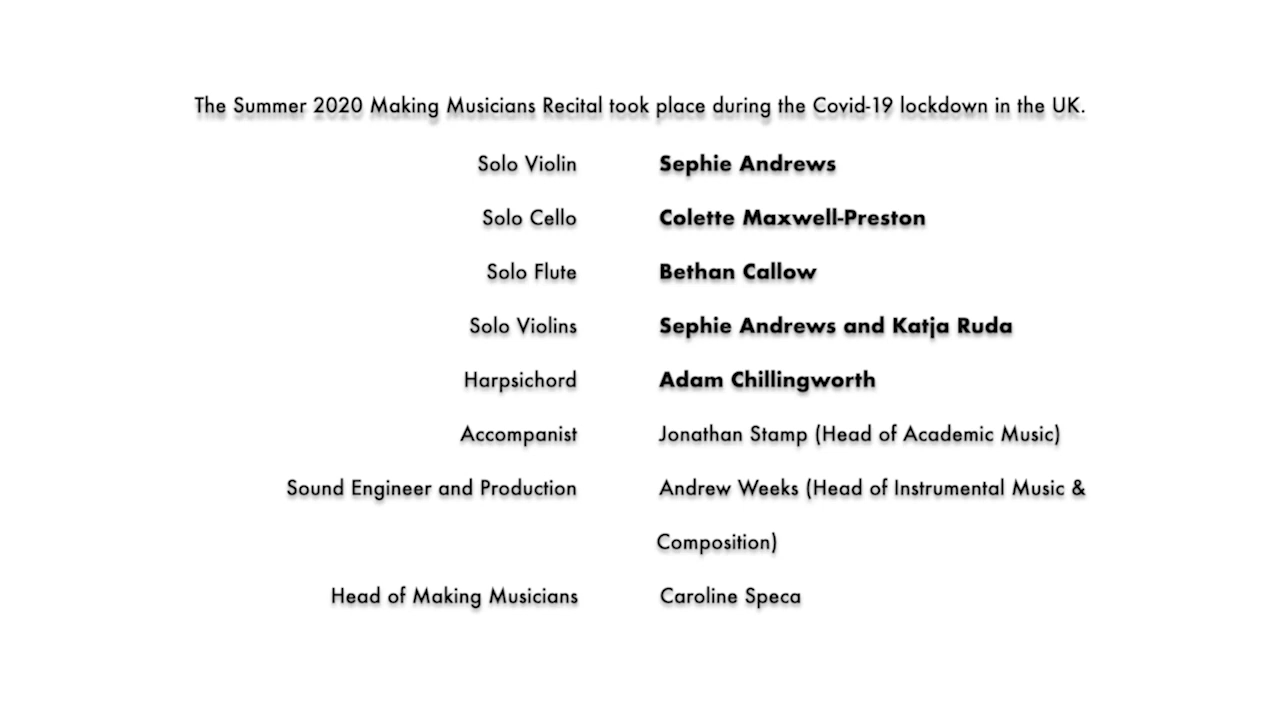 The Summer 2020 Making Musicians Recital took place during the Covid-19 lockdown in the UK.
Solo Violin Sephie Andrews
Solo Cello Colette Maxwell-Preston
Solo Flute Bethan Callow
Solo Violins Sephie Andrews and Katja Ruda
Harpsichord Adam Chillingworth
Accompanist Jonathan Stamp (Head of Academic Music)
Sound Engineer and Production Andrew Weeks (Head of Instrumental Music &
Composition)
Head of Making Musicians Caroline Speca